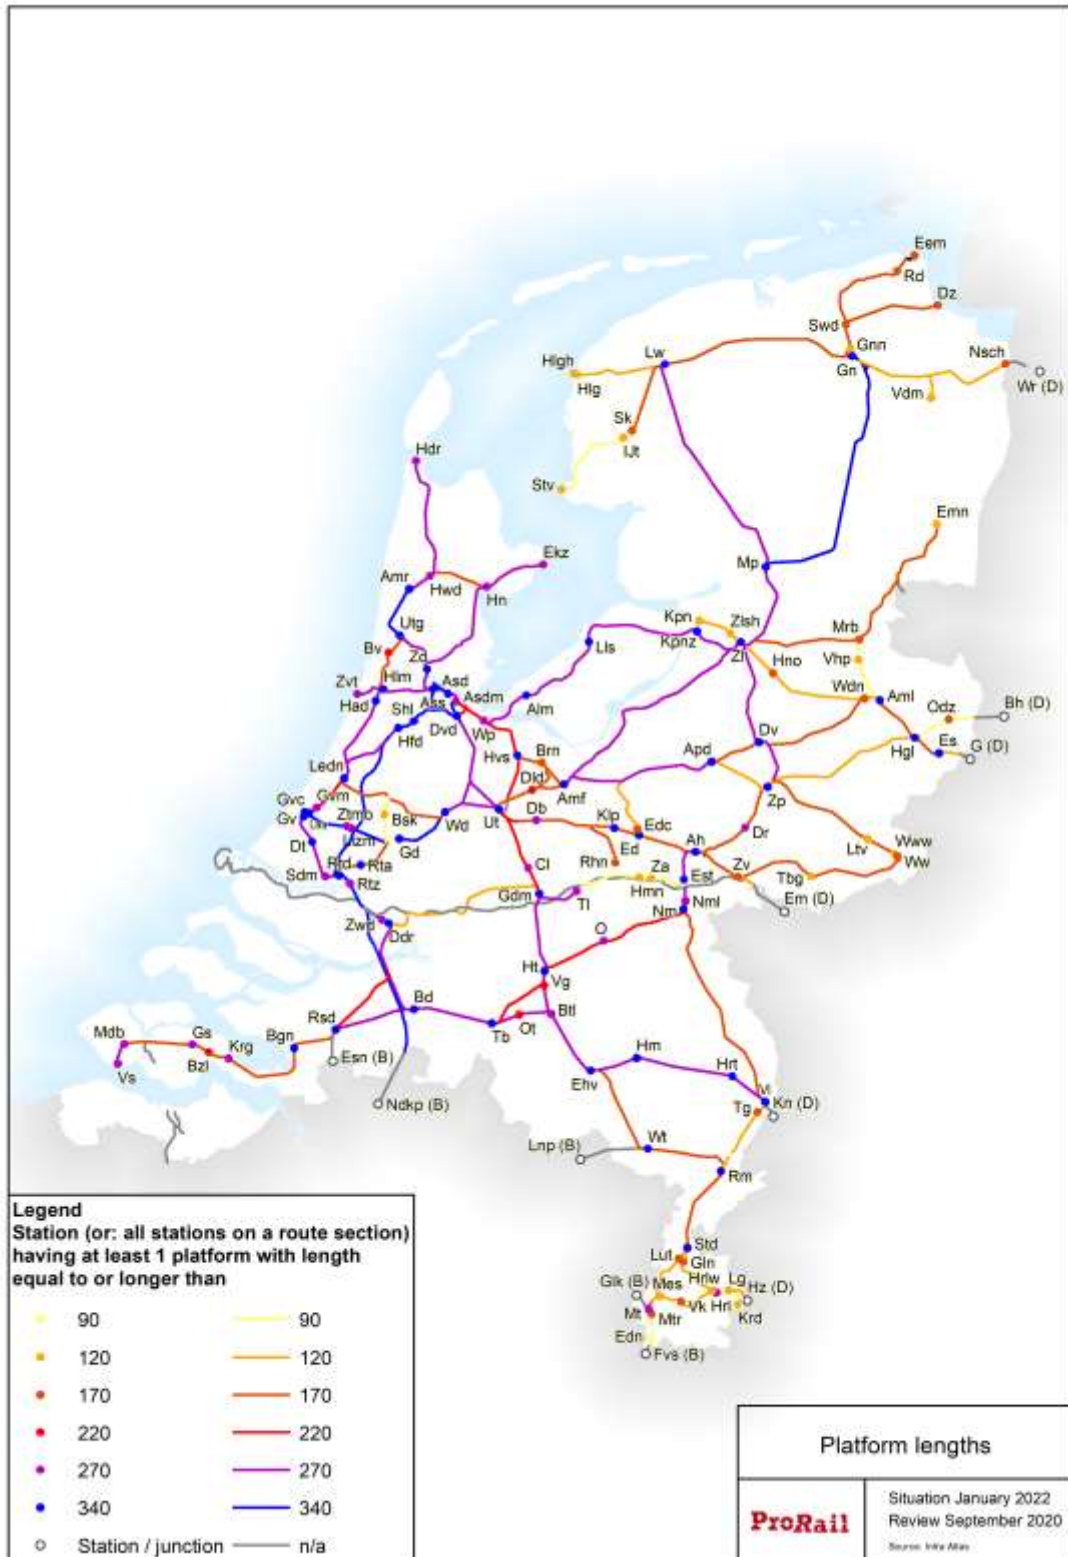 Eem
Rd
Dz
Swd
Gnn
Gn
Nsch
Wr (D)
Vdm
Lw
Hlgh
Hlg
Sk
IJt
Stv
Hdr
Emn
Ekz
Mp
Amr
Hwd
Hn
Utg
Kpn
Zlsh
Mrb
Kpnz
Zl
Lls
Bv
Zd
Vhp
Hno
Wdn
Zvt
Hlm
Asd
Ass
Asdm
Aml
Had
Shl
Alm
Odz
Bh (D)
Hfd
Dvd
Wp
Dv
Hgl
Es
G (D)
Hvs
Brn
Apd
Ledn
Dld
Amf
Zp
Gvc
Gvm
Gv
Ztmo
Bsk
Wd
Ut
Db
Klp
Edc
Dt
Gd
Ed
Dr
Ltv
Www
Ww
Rtd
Rta
Cl
Rhn
Ah
Sdm
Rtz
Za
Est
Zv
Tbg
Gdm
Tl
Hmn
Em (D)
Nml
Nm
Zwd
Ddr
O
Ht
Vg
Rsd
Bd
Btl
Mdb
Gs
Bgn
Tb
Ot
Bzl
Krg
Vs
Esn (B)
Hm
Hrt
Ehv
Vl
Ndkp (B)
Tg
Kn (D)
Lnp (B)
Wt
Rm
Std
Lut
Gln
Glk (B)
Mes
Hrlw
Lg
Hz (D)
Mt
Mtr
Vk
Hrl
Krd
Edn
Fvs (B)
Legend
Station (or: all stations on a route section)
having at least 1 platform with length
equal to or longer than
90 90
120 120
170 170
220 220
270 270
340 340
Station / junction n/a
Platform lengths
ProRail
Situation January 2022
Review September 2020
Source: Infra Atlas